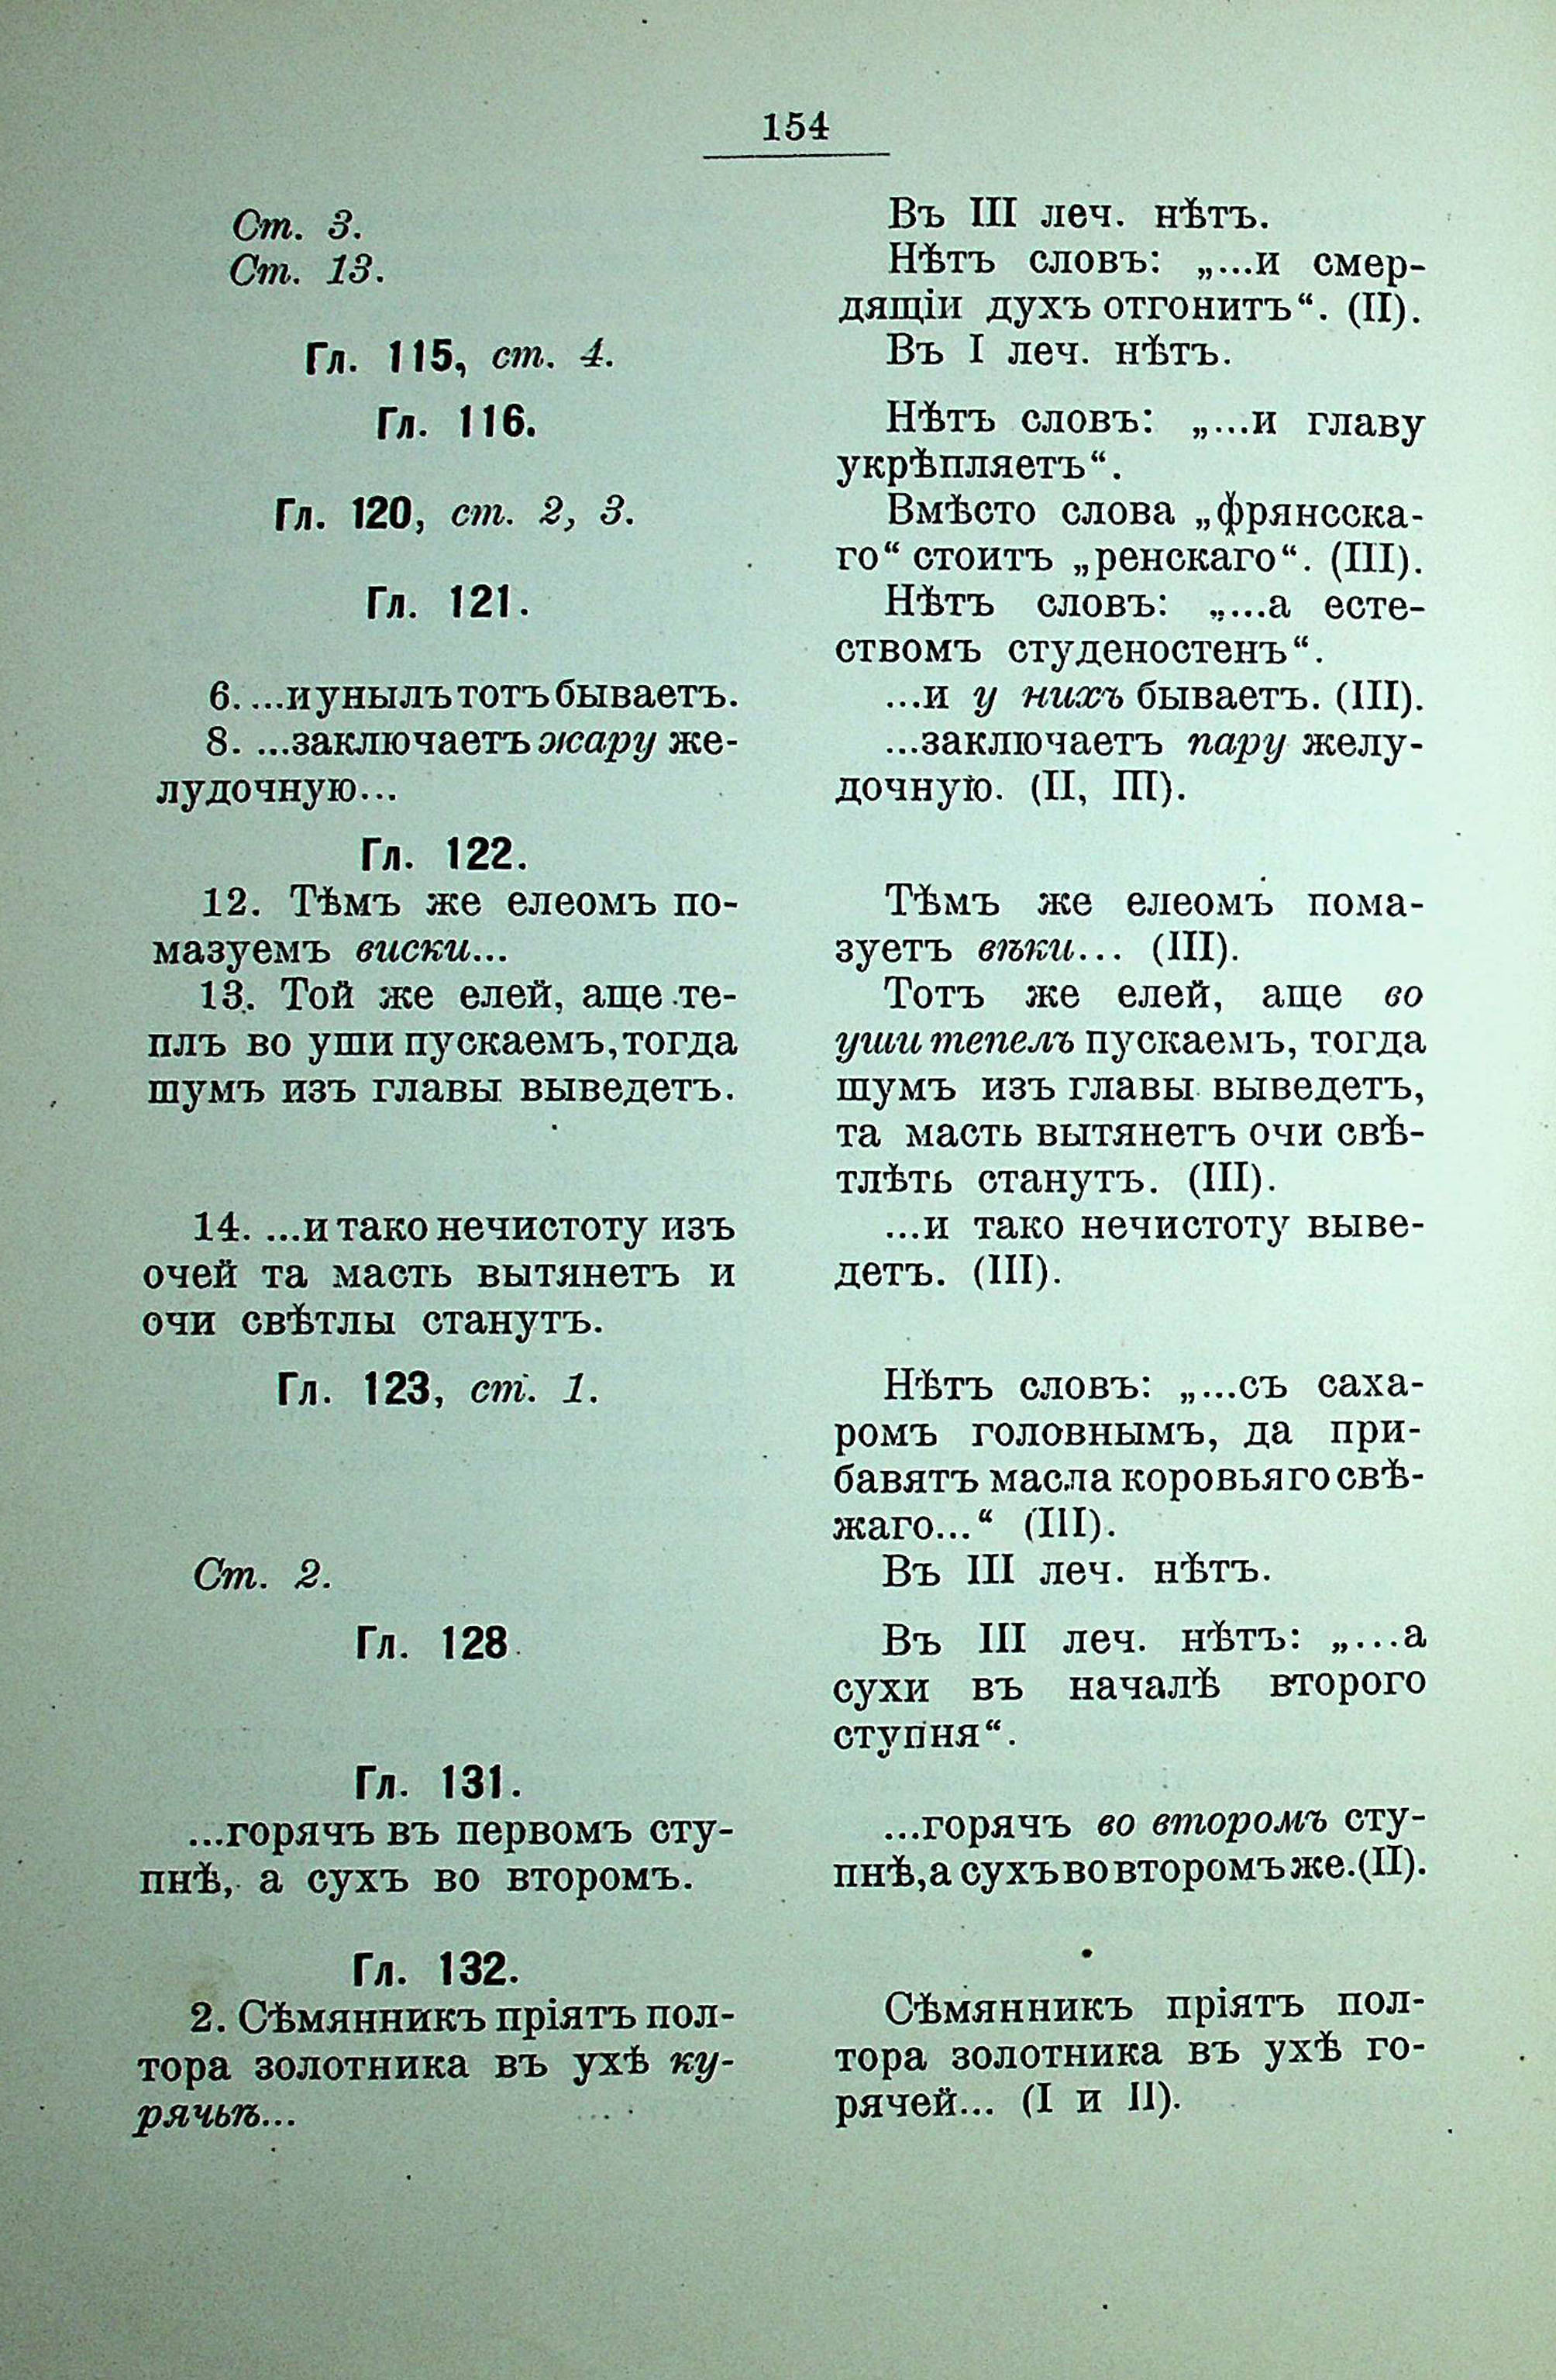 154
Ст. 3.
Ст. 13.
Гл. 115, ст. 4.
Гл. 116.
Гл. 120, ст. 2, 3.
Гл. 121.
6. ...и унылъ тотъ бываетъ.
8. ...заключаетъ жару же-
лудочную...
Гл. 122.
12. Тѣмъ же елеомъ по-
мазуемъ виски...
13. Той же елей, аще те-
плъ во уши пускаемъ, тогда
шумъ изъ главы выведетъ.
14. ...и тако нечистоту изъ
очей та масть вытянетъ и
очи свѣтлы станутъ.
Гл. 123, ст. 1.
Ст. 2.
Гл. 128
Гл. 131.
...горячъ въ первомъ сту-
пнѣ, а сухъ во второмъ.
Гл. 132.
2. Сѣмянникъ пріятъ пол-
тора золотника въ ухѣ ку-
рячьѣ...
Въ III леч. нѣтъ.
Нѣтъ словъ: „...и смер-
дящіи духъ отгонитъ“. (II).
Въ I леч. нѣтъ.
Нѣтъ словъ: „...и главу
укрѣпляетъ“.
Вмѣсто слова „фрянсска-
го“ стоитъ „ренскаго“. (III).
Нѣтъ словъ: „...а есте-
ствомъ студеностенъ“.
...и у нихъ бываетъ. (III).
...заключаетъ пару желу-
дочную. (II, III).
Тѣмъ же елеомъ пома-
зуетъ вѣки... (III).
Тотъ же елей, аще во
уши тепелъ пускаемъ, тогда
шумъ изъ главы выведетъ,
та масть вытянетъ очи свѣ-
тлѣть станутъ. (III).
...и тако нечистоту выве-
детъ. (III).
Нѣтъ словъ: „...съ саха-
ромъ головнымъ, да при-
бавятъ масла коровьяго свѣ-
жаго...“ (III).
Въ III леч. нѣтъ.
Въ III леч. нѣтъ: „...а
сухи въ началѣ второго
ступня“.
...горячъ во второмъ сту-
пнѣ, а сухъ во второмъ же. (II).
Сѣмянникъ пріятъ пол-
тора золотника въ ухѣ го-
рячей... (I и II).